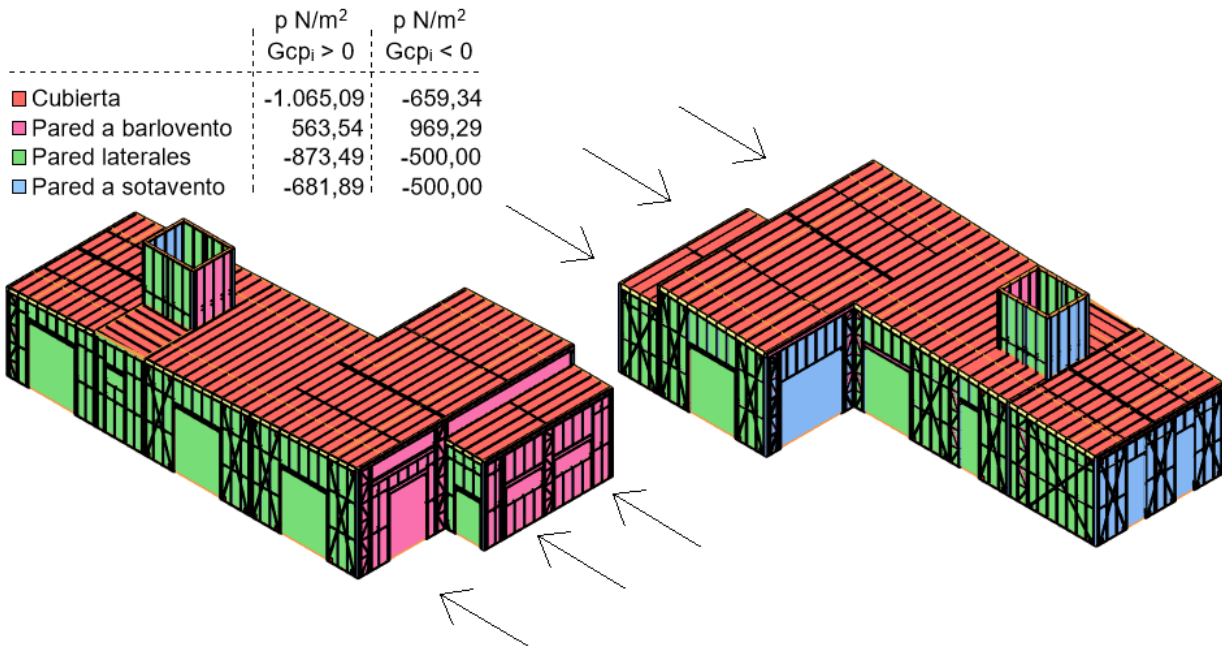 p N/m² p N/m²
Gcpᵢ > 0 Gcpᵢ < 0
Cubierta -1.065,09 -659,34
Pared a barlovento 563,54 969,29
Pared laterales -873,49 -500,00
Pared a sotavento -681,89 -500,00